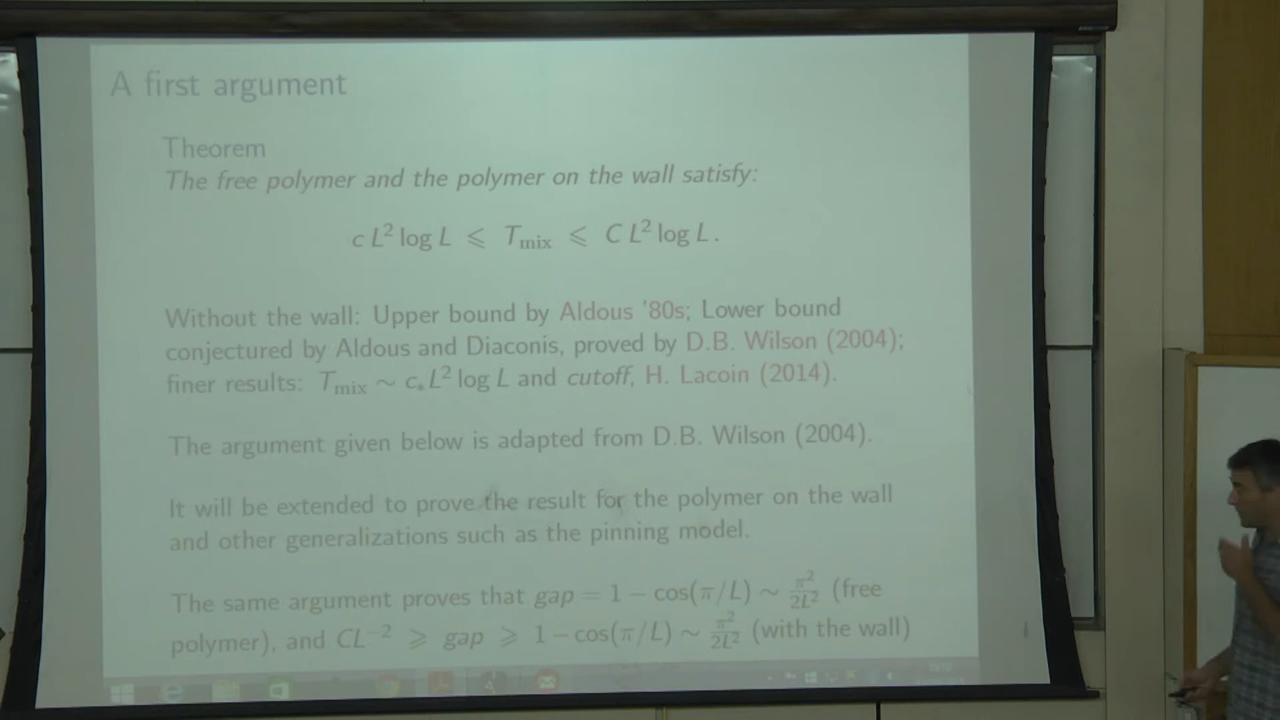 A first argument
Theorem
The free polymer and the polymer on the wall satisfy:
c L² log L ⩽ T_mix ⩽ C L² log L.
Without the wall: Upper bound by Aldous '80s; Lower bound
conjectured by Aldous and Diaconis, proved by D.B. Wilson (2004);
finer results: T_mix ∼ c_* L² log L and cutoff, H. Lacoin (2014).
The argument given below is adapted from D.B. Wilson (2004).
It will be extended to prove the result for the polymer on the wall
and other generalizations such as the pinning model.
The same argument proves that gap = 1 − cos(π/L) ∼ π²/2L² (free
polymer), and CL⁻² ⩾ gap ⩾ 1 − cos(π/L) ∼ π²/2L² (with the wall)